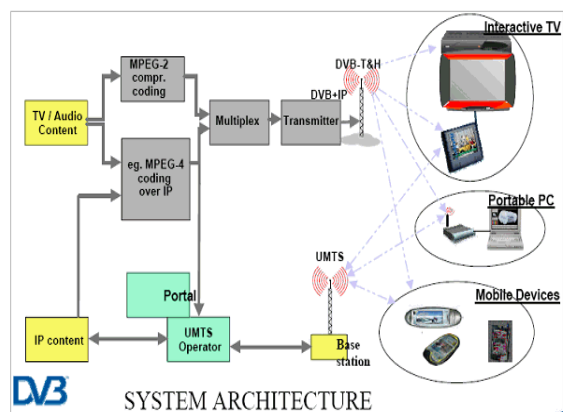 Interactive TV
MPEG-2
compr.
coding
DVB-T&H
DVB+IP
TV / Audio
Content
Multiplex
Transmitter
eg. MPEG-4
coding
over IP
Portable PC
UMTS
Portal
Mobile Devices
IP content
UMTS
Operator
Base
station
DVB
SYSTEM ARCHITECTURE